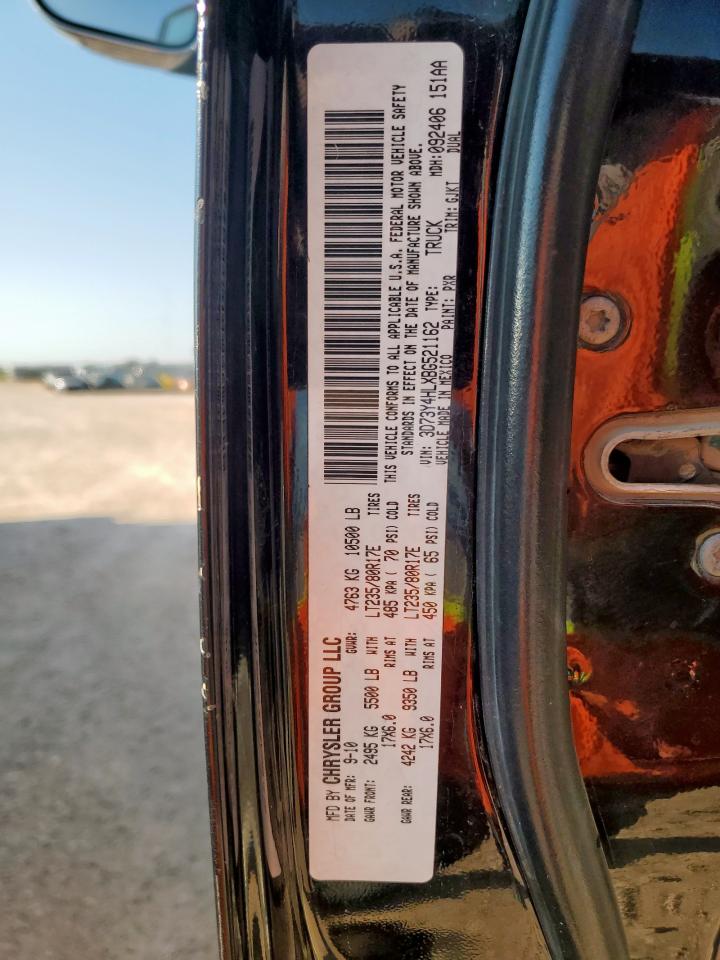 MFD BY CHRYSLER GROUP LLC
DATE OF MFR: 9-10 GVWR: 4763 KG 10500 LB
GAWR FRONT: 2495 KG 5500 LB WITH LT235/80R17E TIRES
17X6.0 RIMS AT 485 KPA ( 70 PSI) COLD
GAWR REAR: 4242 KG 9350 LB WITH LT235/80R17E TIRES
17X6.0 RIMS AT 450 KPA ( 65 PSI) COLD
THIS VEHICLE CONFORMS TO ALL APPLICABLE U.S.A. FEDERAL MOTOR VEHICLE SAFETY
STANDARDS IN EFFECT ON THE DATE OF MANUFACTURE SHOWN ABOVE.
VIN: 3D73Y4HLXBG521162 TYPE: TRUCK MDH: 092406 151AA
VEHICLE MADE IN MEXICO PAINT: PXR TRIM: GJKT DUAL